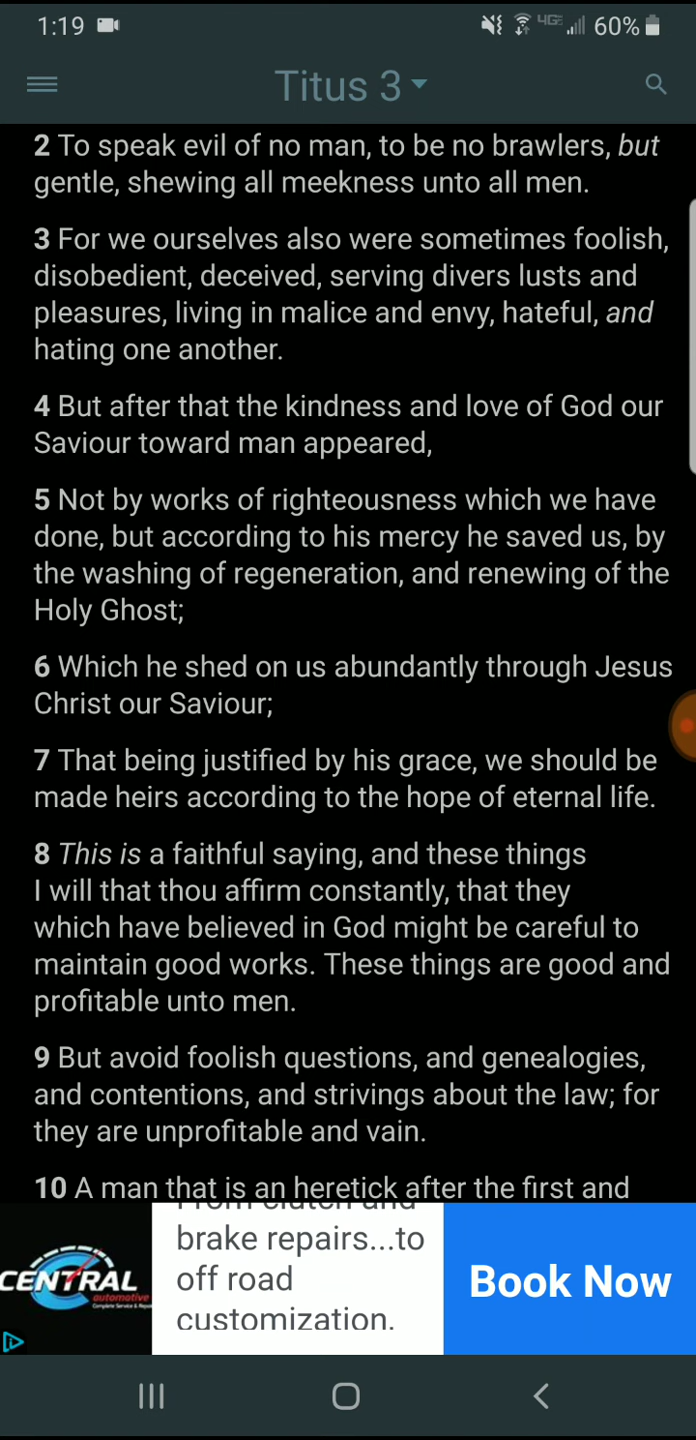 1:19 4GE 60%
Titus 3
2 To speak evil of no man, to be no brawlers, but
gentle, shewing all meekness unto all men.
3 For we ourselves also were sometimes foolish,
disobedient, deceived, serving divers lusts and
pleasures, living in malice and envy, hateful, and
hating one another.
4 But after that the kindness and love of God our
Saviour toward man appeared,
5 Not by works of righteousness which we have
done, but according to his mercy he saved us, by
the washing of regeneration, and renewing of the
Holy Ghost;
6 Which he shed on us abundantly through Jesus
Christ our Saviour;
7 That being justified by his grace, we should be
made heirs according to the hope of eternal life.
8 This is a faithful saying, and these things
I will that thou affirm constantly, that they
which have believed in God might be careful to
maintain good works. These things are good and
profitable unto men.
9 But avoid foolish questions, and genealogies,
and contentions, and strivings about the law; for
they are unprofitable and vain.
10 A man that is an heretick after the first and
From clutch and
brake repairs...to
off road
customization.
CENTRAL
automotive
Complete Service & Repair
Book Now